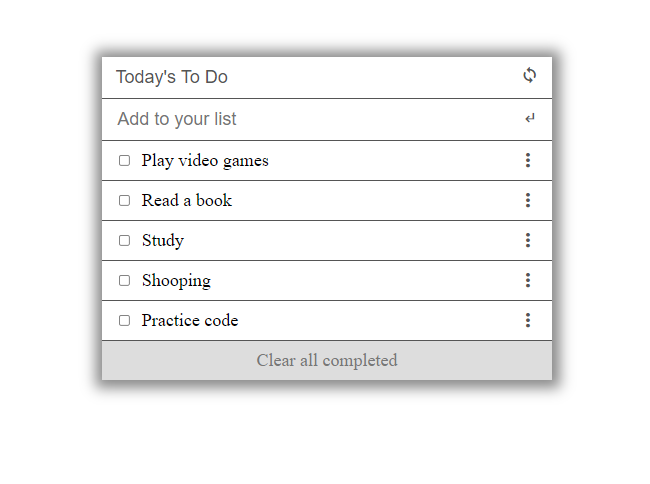 Today's To Do
Add to your list
Play video games
Read a book
Study
Shooping
Practice code
Clear all completed